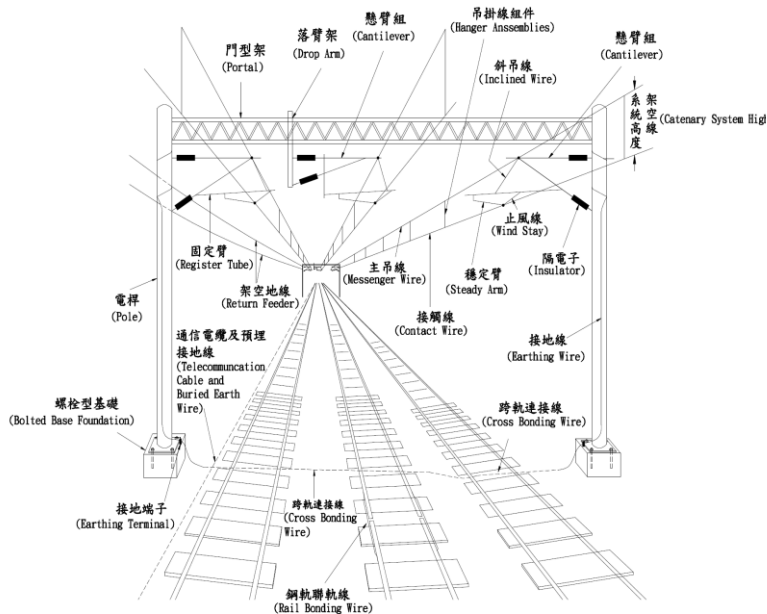 門型架
(Portal)
落臂架
(Drop Arm)
懸臂組
(Cantilever)
吊掛線組件
(Hanger Anssemblies)
斜吊線
(Inclined Wire)
懸臂組
(Cantilever)
架空線
系統高度
(Catenary System High
固定臂
(Register Tube)
架空地線
(Return Feeder)
主吊線
(Messenger Wire)
止風線
(Wind Stay)
穩定臂
(Steady Arm)
隔電子
(Insulator)
接觸線
(Contact Wire)
電桿
(Pole)
通信電纜及預埋
接地線
(Telecommuncation
Cable and
Buried Earth
Wire)
接地線
(Earthing Wire)
螺栓型基礎
(Bolted Base Foundation)
跨軌連接線
(Cross Bonding Wire)
接地端子
(Earthing Terminal)
跨軌連接線
(Cross Bonding
Wire)
鋼軌聯軌線
(Rail Bonding Wire)